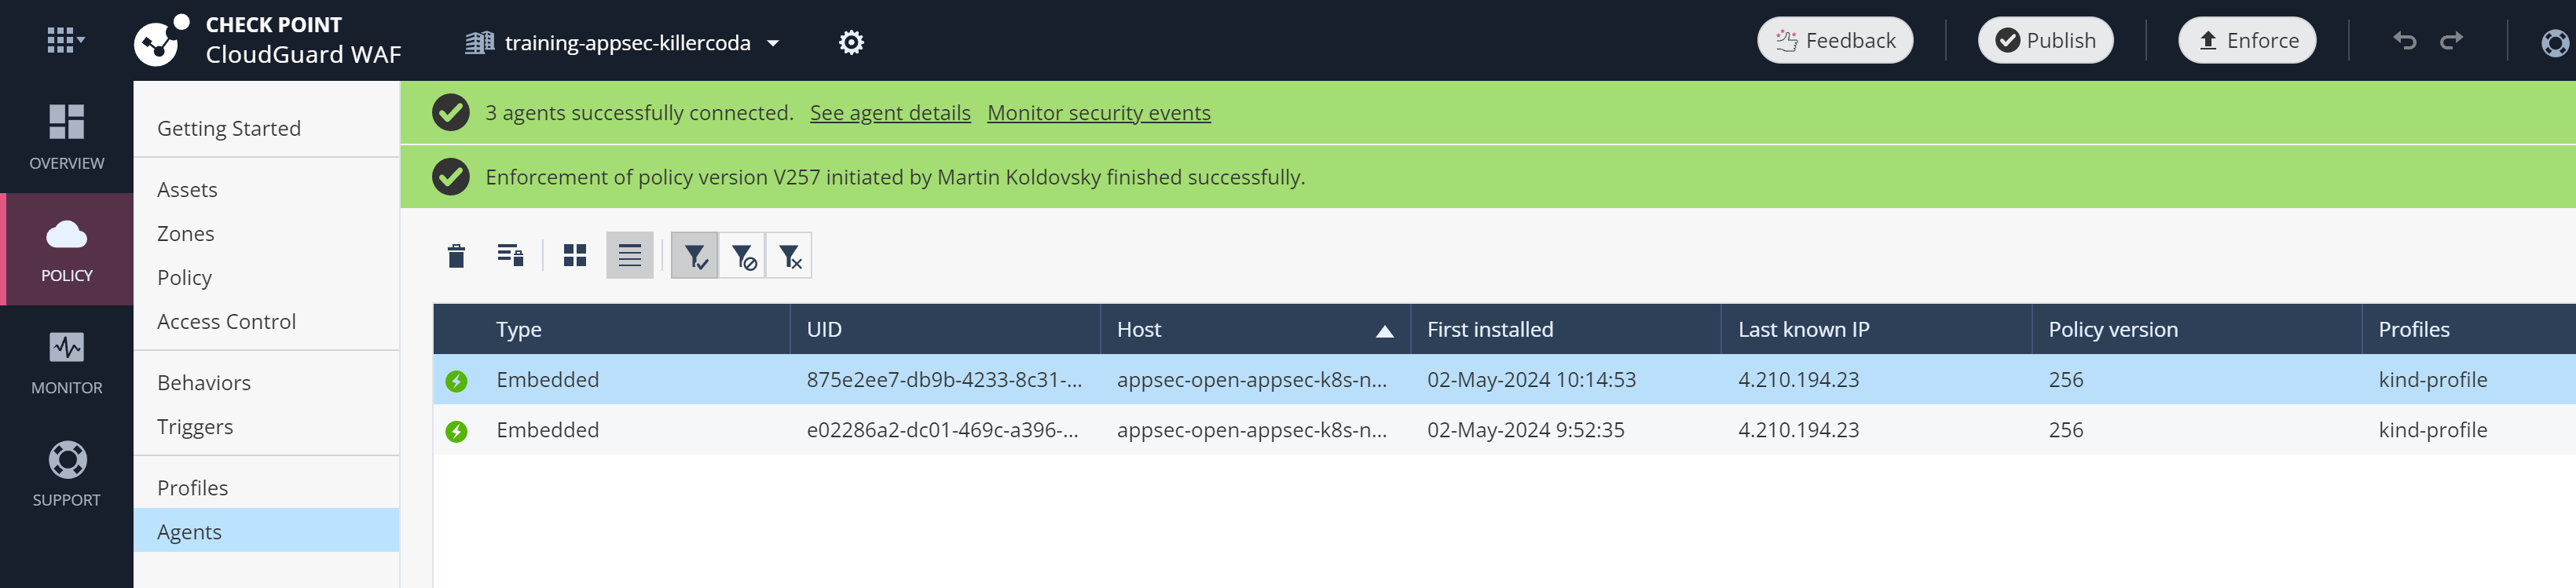 CHECK POINT
CloudGuard WAF
training-appsec-killercoda
Feedback
Publish
Enforce
OVERVIEW
POLICY
MONITOR
SUPPORT
Getting Started
Assets
Zones
Policy
Access Control
Behaviors
Triggers
Profiles
Agents
3 agents successfully connected. See agent details Monitor security events
Enforcement of policy version V257 initiated by Martin Koldovsky finished successfully.
Type UID Host First installed Last known IP Policy version Profiles
Embedded 875e2ee7-db9b-4233-8c31-... appsec-open-appsec-k8s-n... 02-May-2024 10:14:53 4.210.194.23 256 kind-profile
Embedded e02286a2-dc01-469c-a396-... appsec-open-appsec-k8s-n... 02-May-2024 9:52:35 4.210.194.23 256 kind-profile